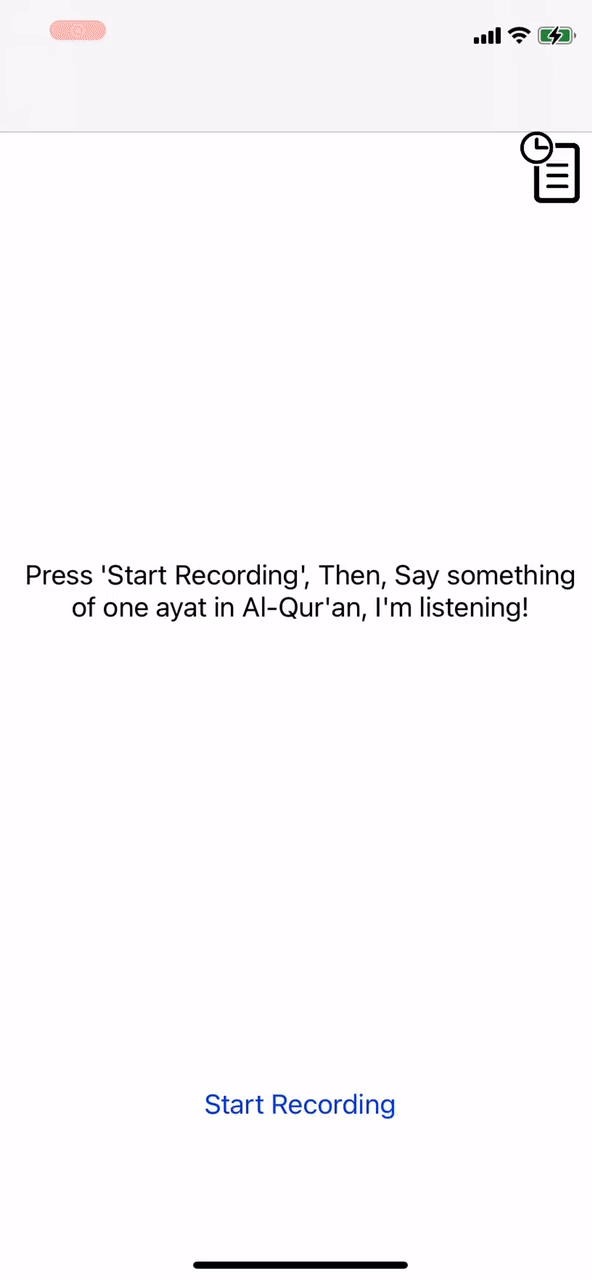 Press 'Start Recording', Then, Say something
of one ayat in Al-Qur'an, I'm listening!
Start Recording